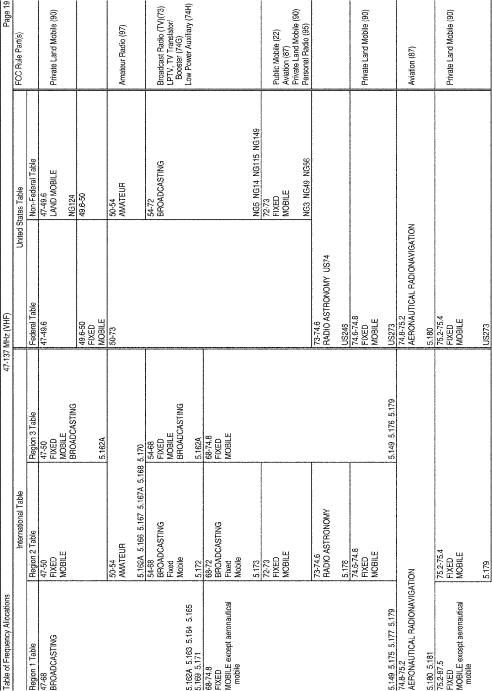 Table of Frequency Allocations 47-137 MHz (VHF) Page 19
International Table United States Table FCC Rule Part(s)
Region 1 Table Region 2 Table Region 3 Table Federal Table Non-Federal Table
47-68
BROADCASTING
5.162A 5.163 5.164 5.165
5.169 5.171
68-74.8
FIXED
MOBILE except aeronautical
mobile
5.149 5.175 5.177 5.179
47-50
FIXED
MOBILE
50-54
AMATEUR
5.162A 5.166 5.167 5.167A 5.168 5.170
54-68
BROADCASTING
Fixed
Mobile
5.172
68-72
BROADCASTING
Fixed
Mobile
5.173
72-73
FIXED
MOBILE
73-74.6
RADIO ASTRONOMY
5.178
74.6-74.8
FIXED
MOBILE
47-50
FIXED
MOBILE
BROADCASTING
5.162A
54-68
FIXED
MOBILE
BROADCASTING
5.162A
68-74.8
FIXED
MOBILE
5.149 5.176 5.179
47-49.6
49.6-50
FIXED
MOBILE
50-73
73-74.6
RADIO ASTRONOMY US74
US246
74.6-74.8
FIXED
MOBILE
US273
47-49.6
LAND MOBILE
NG124
49.6-50
50-54
AMATEUR
54-72
BROADCASTING
NG5 NG14 NG115 NG149
72-73
FIXED
MOBILE
NG3 NG49 NG56
Private Land Mobile (90)
Amateur Radio (97)
Broadcast Radio (TV)(73)
LPTV, TV Translator/
Booster (74G)
Low Power Auxiliary (74H)
Public Mobile (22)
Aviation (87)
Private Land Mobile (90)
Personal Radio (95)
Private Land Mobile (90)
74.8-75.2
AERONAUTICAL RADIONAVIGATION
5.180 5.181
74.8-75.2
AERONAUTICAL RADIONAVIGATION
5.180
Aviation (87)
75.2-87.5
FIXED
MOBILE except aeronautical
mobile
75.2-75.4
FIXED
MOBILE
5.179
75.2-75.4
FIXED
MOBILE
US273
Private Land Mobile (90)